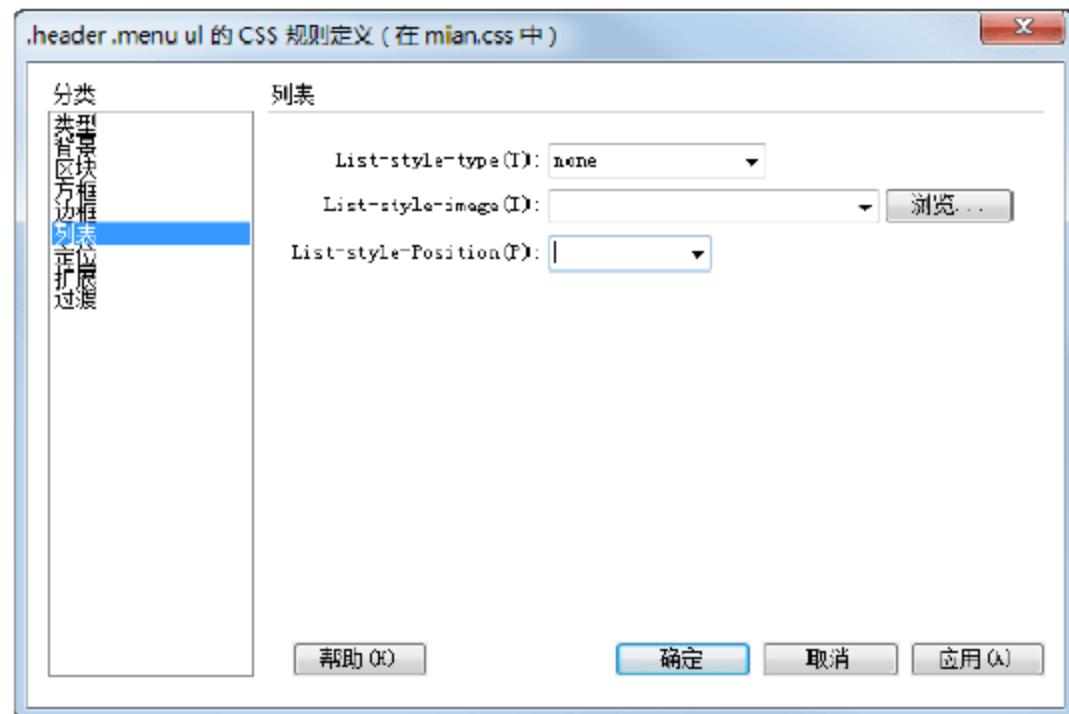 .header .menu ul 的 CSS 规则定义（在 mian.css 中）
分类
类型
背景
区块
方框
边框
列表
定位
扩展
过渡
列表
List-style-type(T): none
List-style-image(I):
浏览...
List-style-Position(P):
帮助(H)
确定
取消
应用(A)